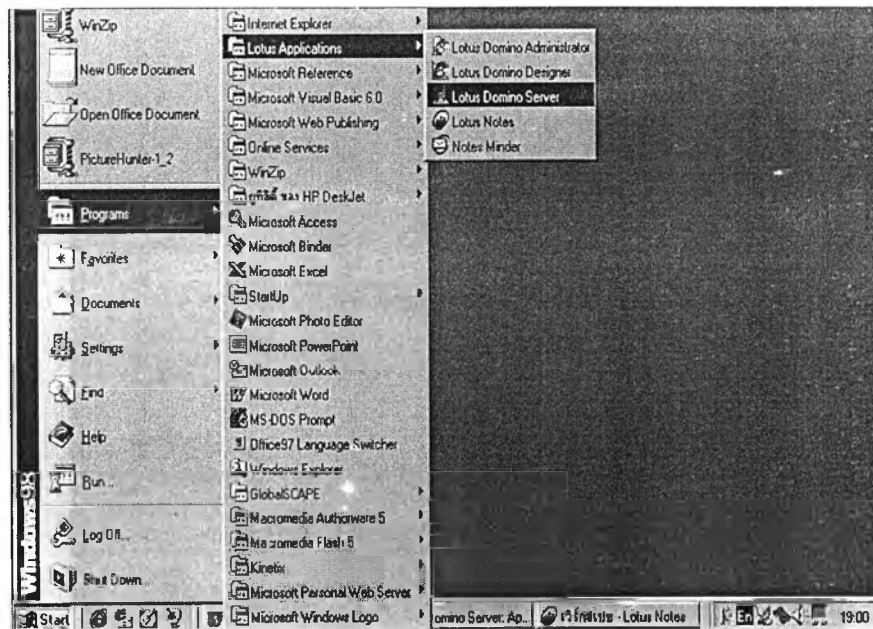 WinZip
New Office Document
Open Office Document
PictureHunter-1_2
Programs
Favorites
Documents
Settings
Find
Help
Run...
Log Off...
Shut Down...
Windows98
Internet Explorer
Lotus Applications
Microsoft Reference
Microsoft Visual Basic 6.0
Microsoft Web Publishing
Online Services
WinZip
ของ HP DeskJet
Microsoft Access
Microsoft Binder
Microsoft Excel
StartUp
Microsoft Photo Editor
Microsoft PowerPoint
Microsoft Outlook
Microsoft Word
MS-DOS Prompt
Office97 Language Switcher
Windows Explorer
GlobalSCAPE
Macromedia Authorware 5
Macromedia Flash 5
Kinetix
Microsoft Personal Web Server
Microsoft Windows Logo
Lotus Domino Administrator
Lotus Domino Designer
Lotus Domino Server
Lotus Notes
Notes Minder
Start
omino Server: Ap...
- Lotus Notes
En
19:00